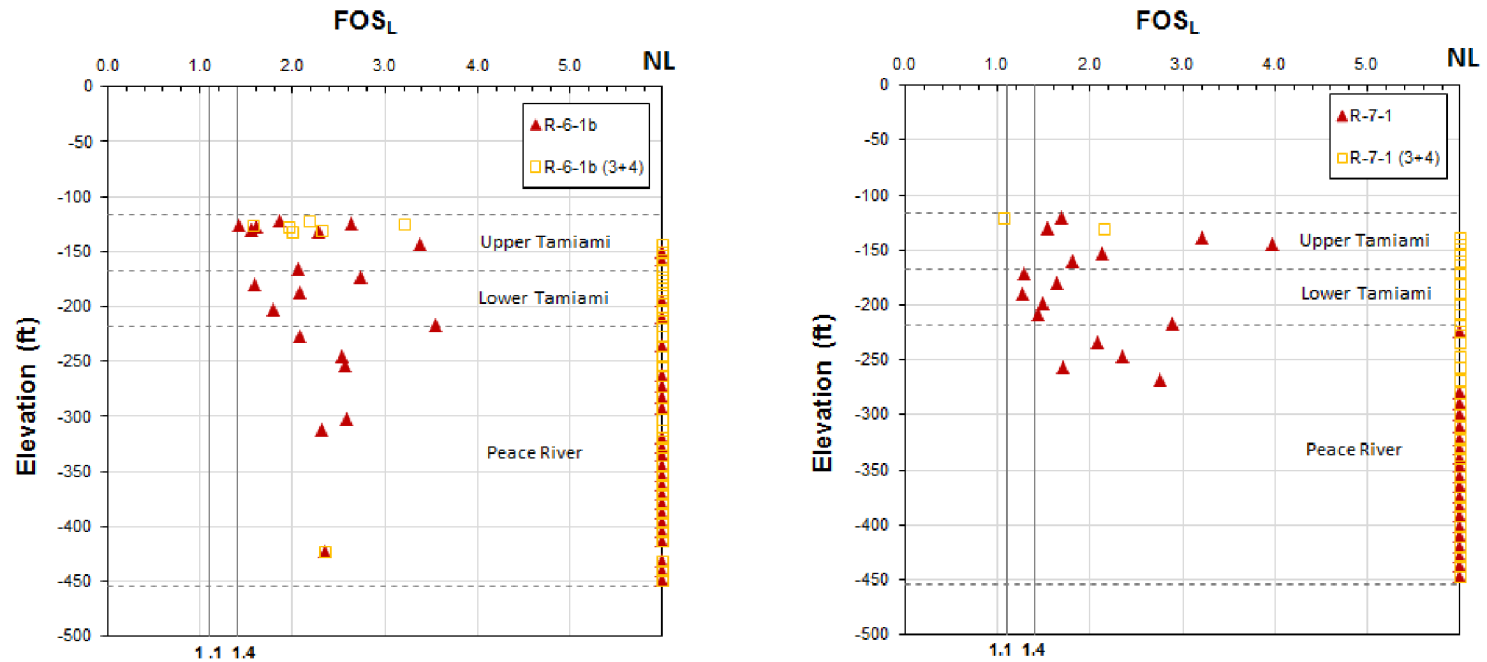 FOSL
0.0 1.0 2.0 3.0 4.0 5.0 NL
0
-50
-100
-150
-200
-250
-300
-350
-400
-450
-500
Elevation (ft)
R-6-1b
R-6-1b (3+4)
Upper Tamiami
Lower Tamiami
Peace River
1.1 1.4
FOSL
0.0 1.0 2.0 3.0 4.0 5.0 NL
0
-50
-100
-150
-200
-250
-300
-350
-400
-450
-500
Elevation (ft)
R-7-1
R-7-1 (3+4)
Upper Tamiami
Lower Tamiami
Peace River
1.1 1.4